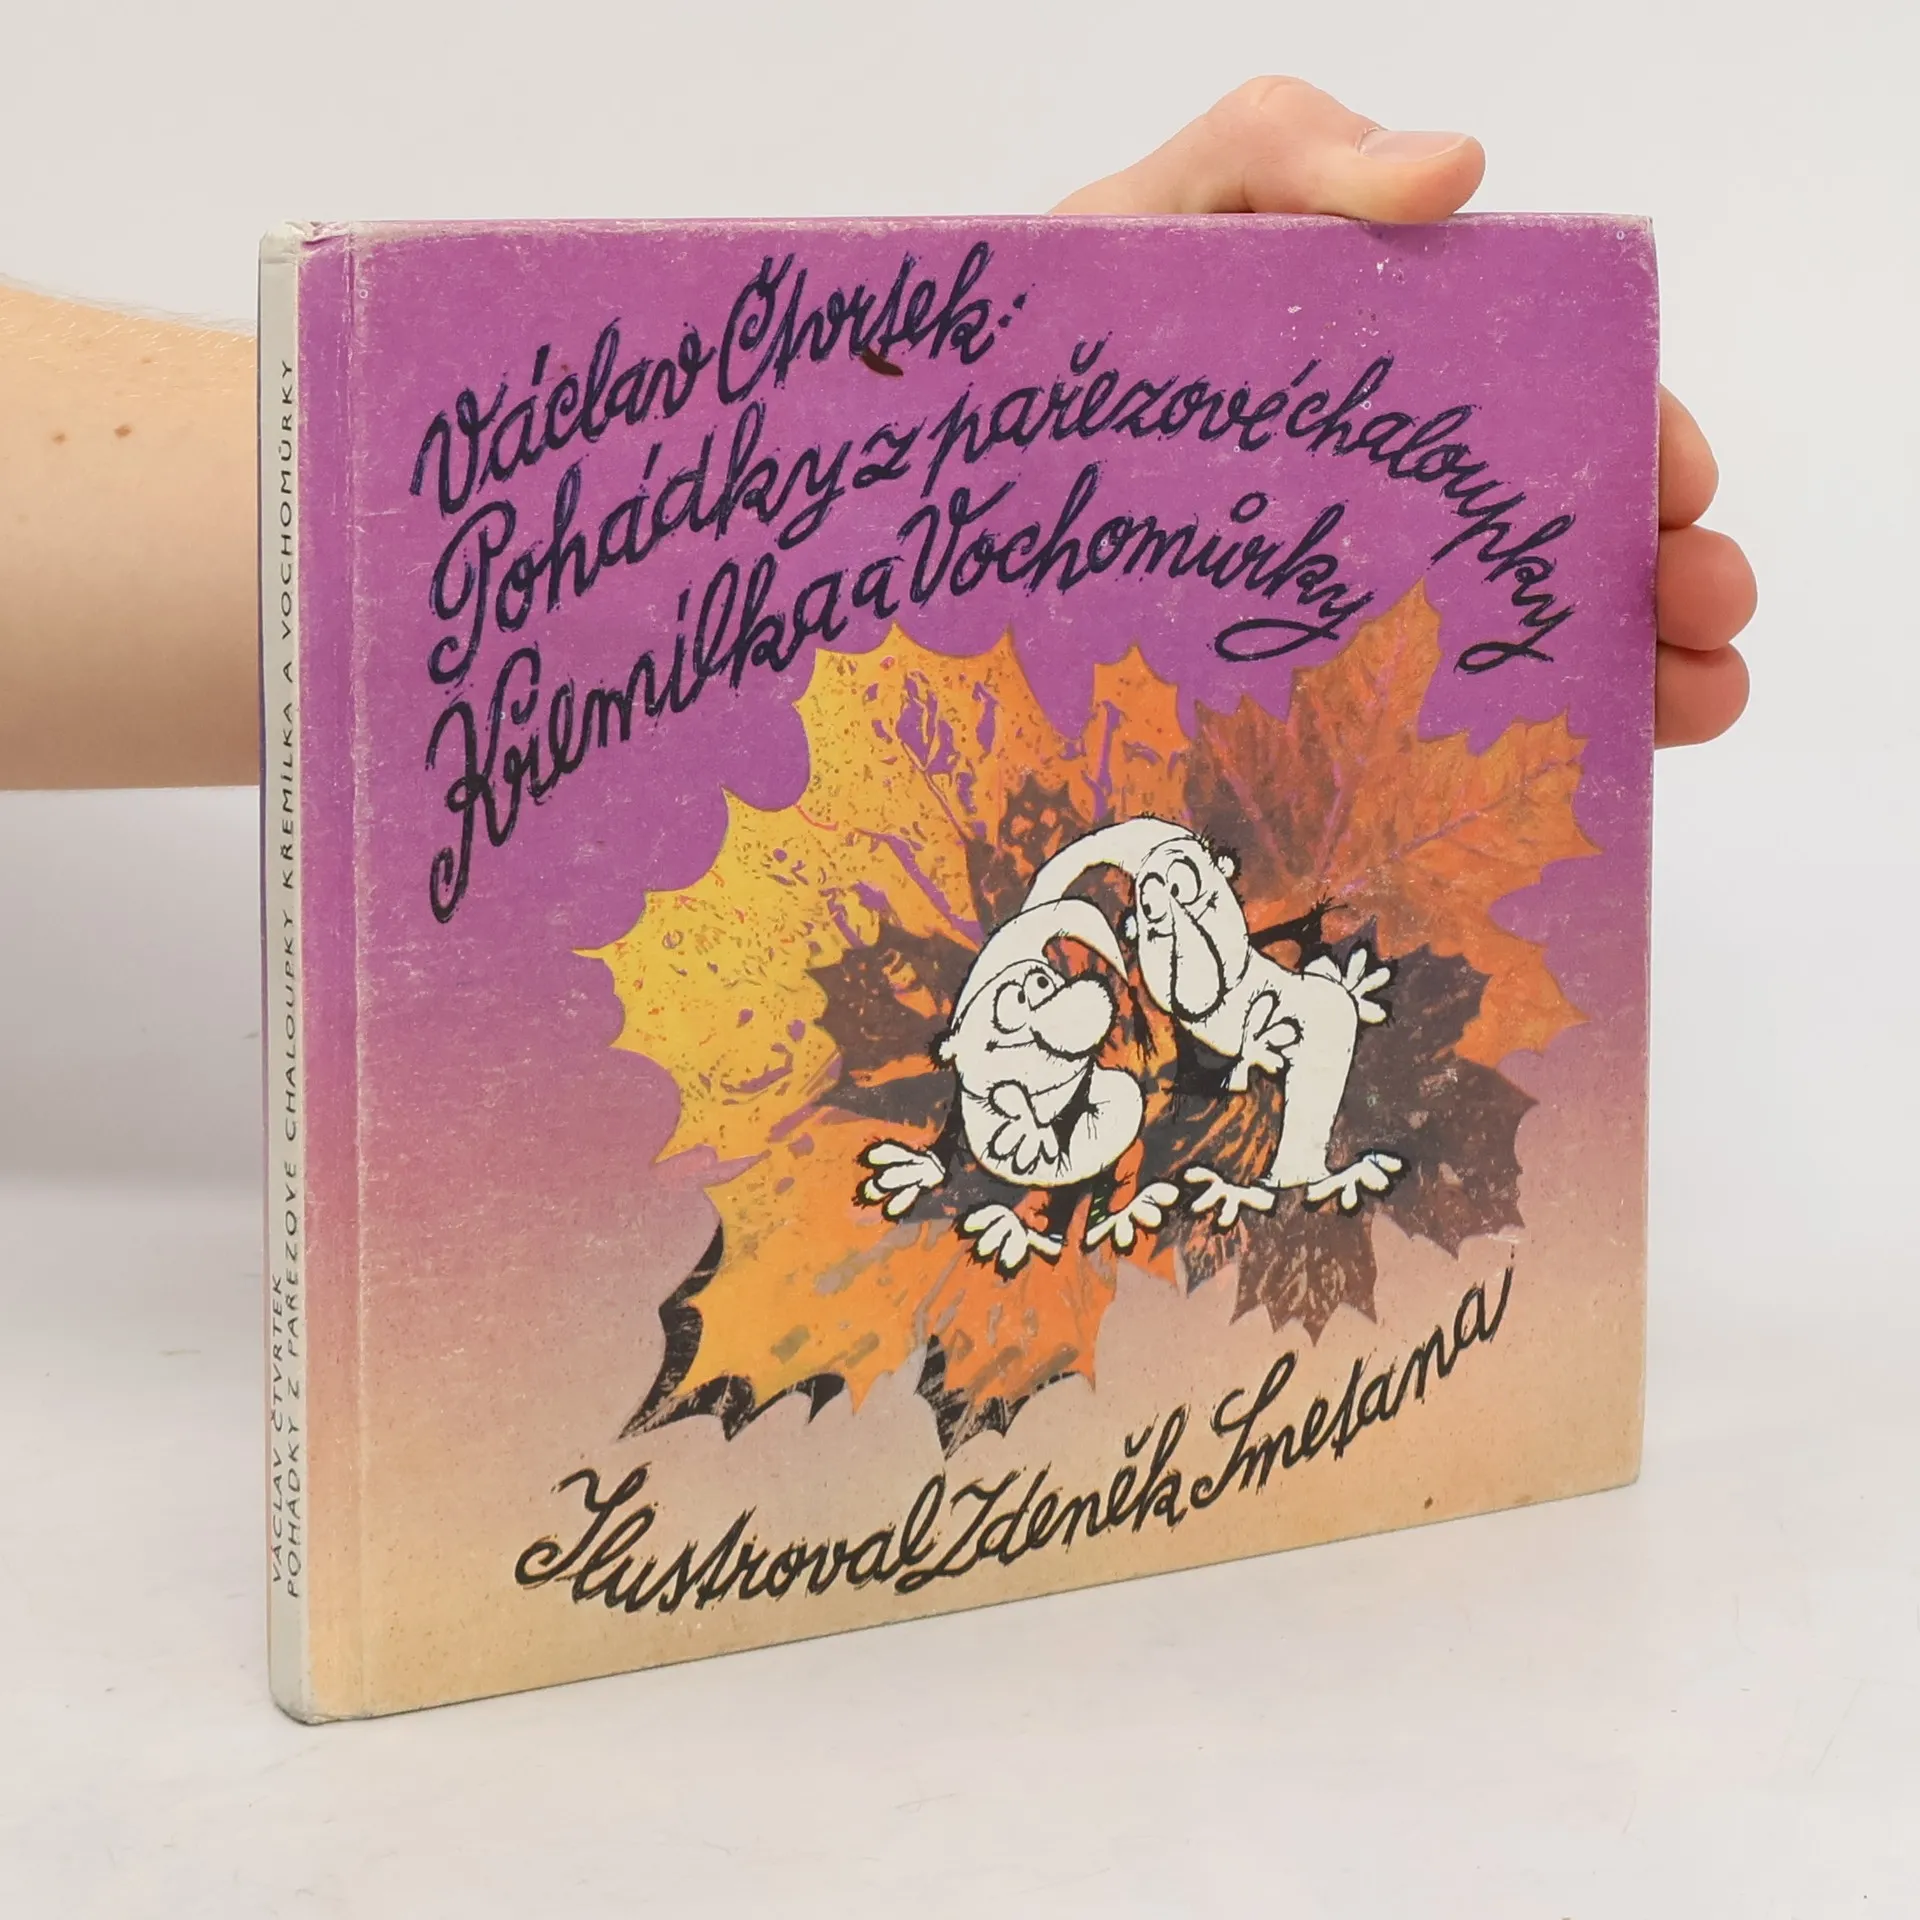 Václav Čtvrtek:
Pohádky z pařezové chaloupky
Křemílka a Vochomůrky
Ilustroval Zdeněk Smetana
VÁCLAV ČTVRTEK
POHÁDKY Z PAŘEZOVÉ CHALOUPKY KŘEMÍLKA A VOCHOMŮRKY